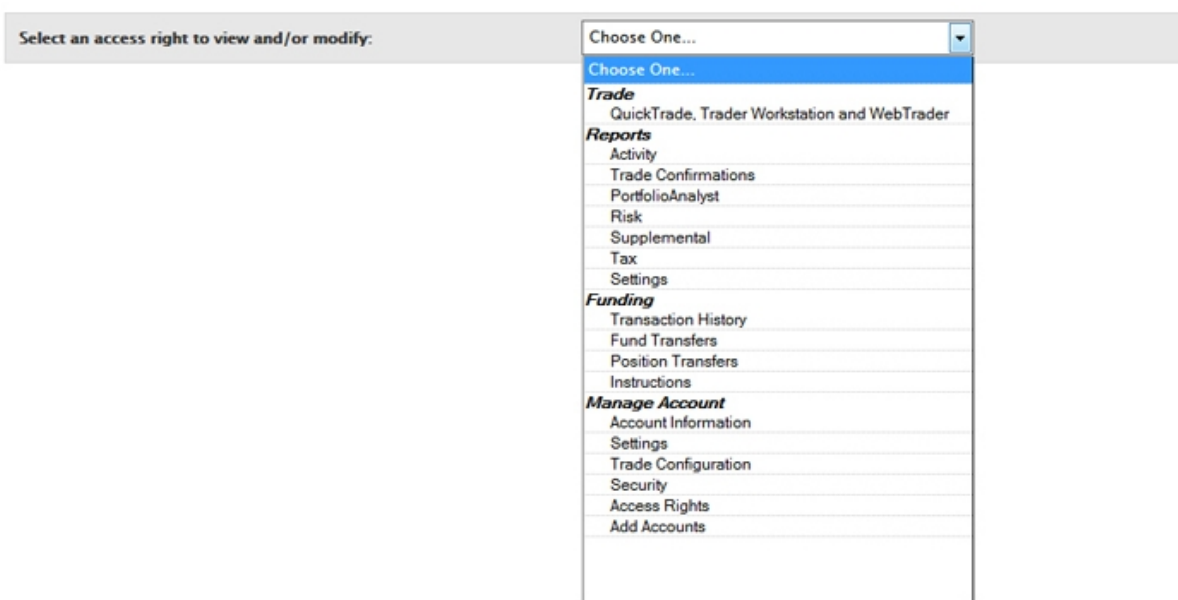 Select an access right to view and/or modify:
Choose One...
Choose One...
Trade
QuickTrade, Trader Workstation and WebTrader
Reports
Activity
Trade Confirmations
PortfolioAnalyst
Risk
Supplemental
Tax
Settings
Funding
Transaction History
Fund Transfers
Position Transfers
Instructions
Manage Account
Account Information
Settings
Trade Configuration
Security
Access Rights
Add Accounts